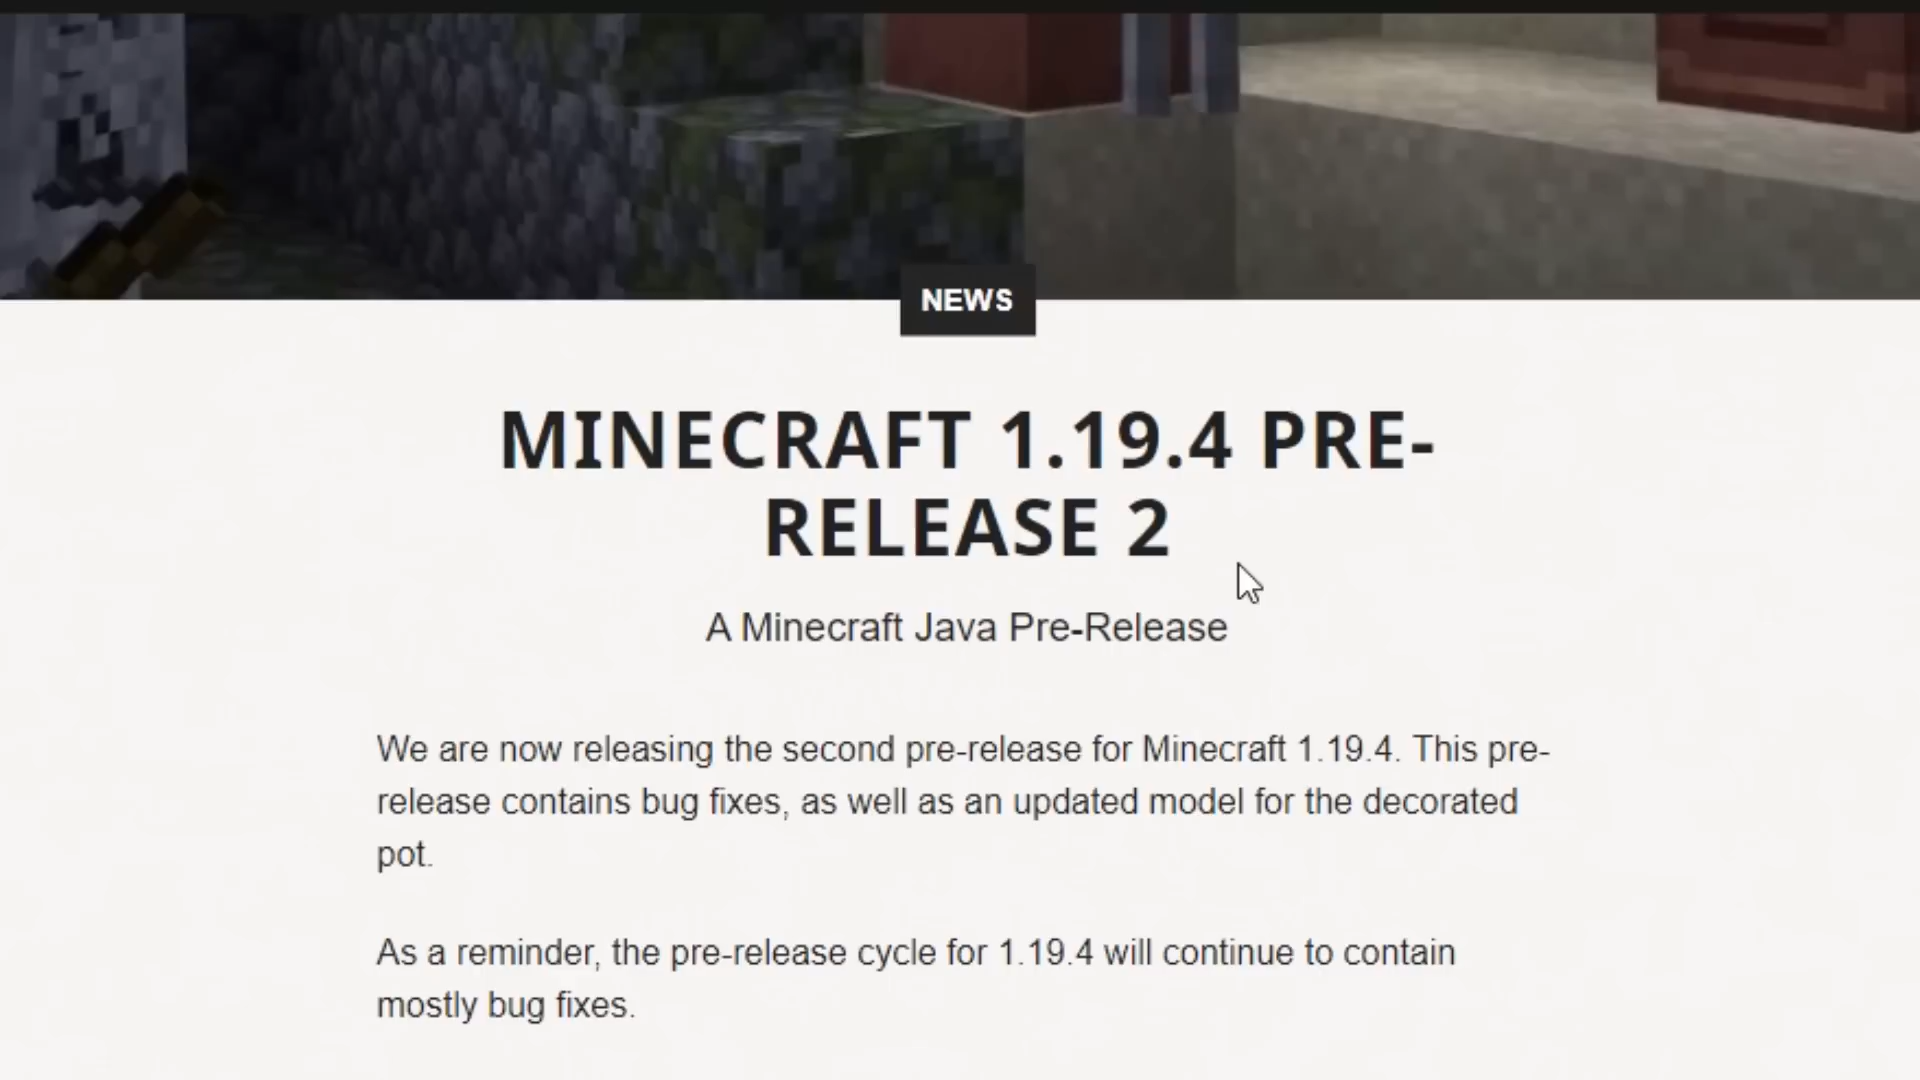 NEWS
MINECRAFT 1.19.4 PRE-
RELEASE 2
A Minecraft Java Pre-Release
We are now releasing the second pre-release for Minecraft 1.19.4. This pre-
release contains bug fixes, as well as an updated model for the decorated
pot.
As a reminder, the pre-release cycle for 1.19.4 will continue to contain
mostly bug fixes.